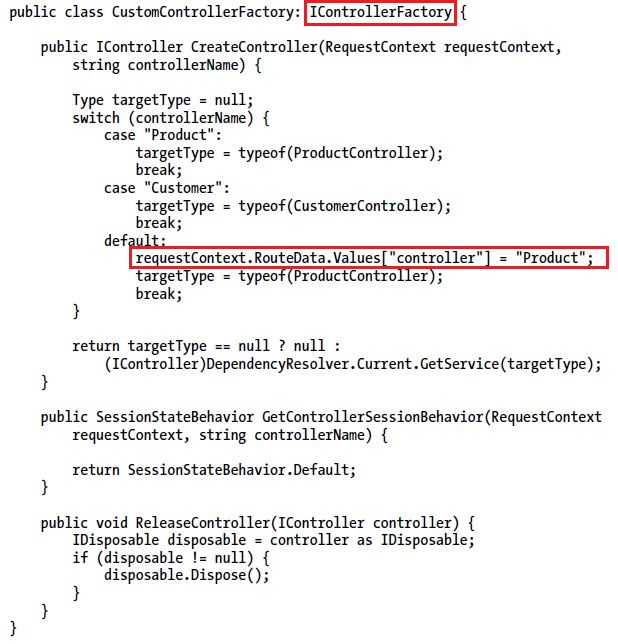 public class CustomControllerFactory: IControllerFactory {
public IController CreateController(RequestContext requestContext,
string controllerName) {
Type targetType = null;
switch (controllerName) {
case "Product":
targetType = typeof(ProductController);
break;
case "Customer":
targetType = typeof(CustomerController);
break;
default:
requestContext.RouteData.Values["controller"] = "Product";
targetType = typeof(ProductController);
break;
}
return targetType == null ? null :
(IController)DependencyResolver.Current.GetService(targetType);
}
public SessionStateBehavior GetControllerSessionBehavior(RequestContext
requestContext, string controllerName) {
return SessionStateBehavior.Default;
}
public void ReleaseController(IController controller) {
IDisposable disposable = controller as IDisposable;
if (disposable != null) {
disposable.Dispose();
}
}
}